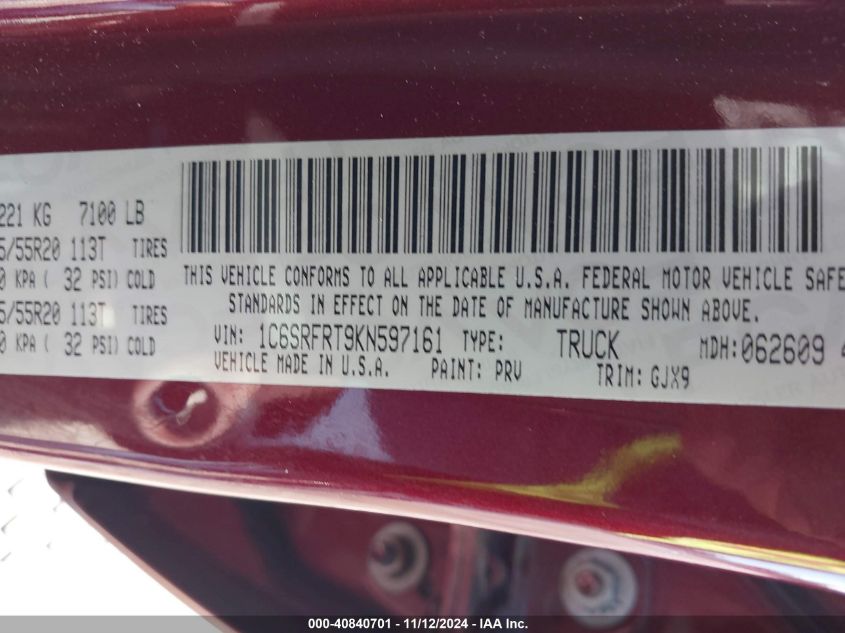 221 KG 7100 LB
5/55R20 113T TIRES
0 KPA ( 32 PSI) COLD
5/55R20 113T TIRES
0 KPA ( 32 PSI) COLD
THIS VEHICLE CONFORMS TO ALL APPLICABLE U.S.A. FEDERAL MOTOR VEHICLE SAFE
STANDARDS IN EFFECT ON THE DATE OF MANUFACTURE SHOWN ABOVE.
VIN: 1C6SRFRT9KN597161 TYPE: TRUCK MDH:062609 4
VEHICLE MADE IN U.S.A. PAINT: PRV TRIM: GJX9
000-40840701 - 11/12/2024 - IAA Inc.